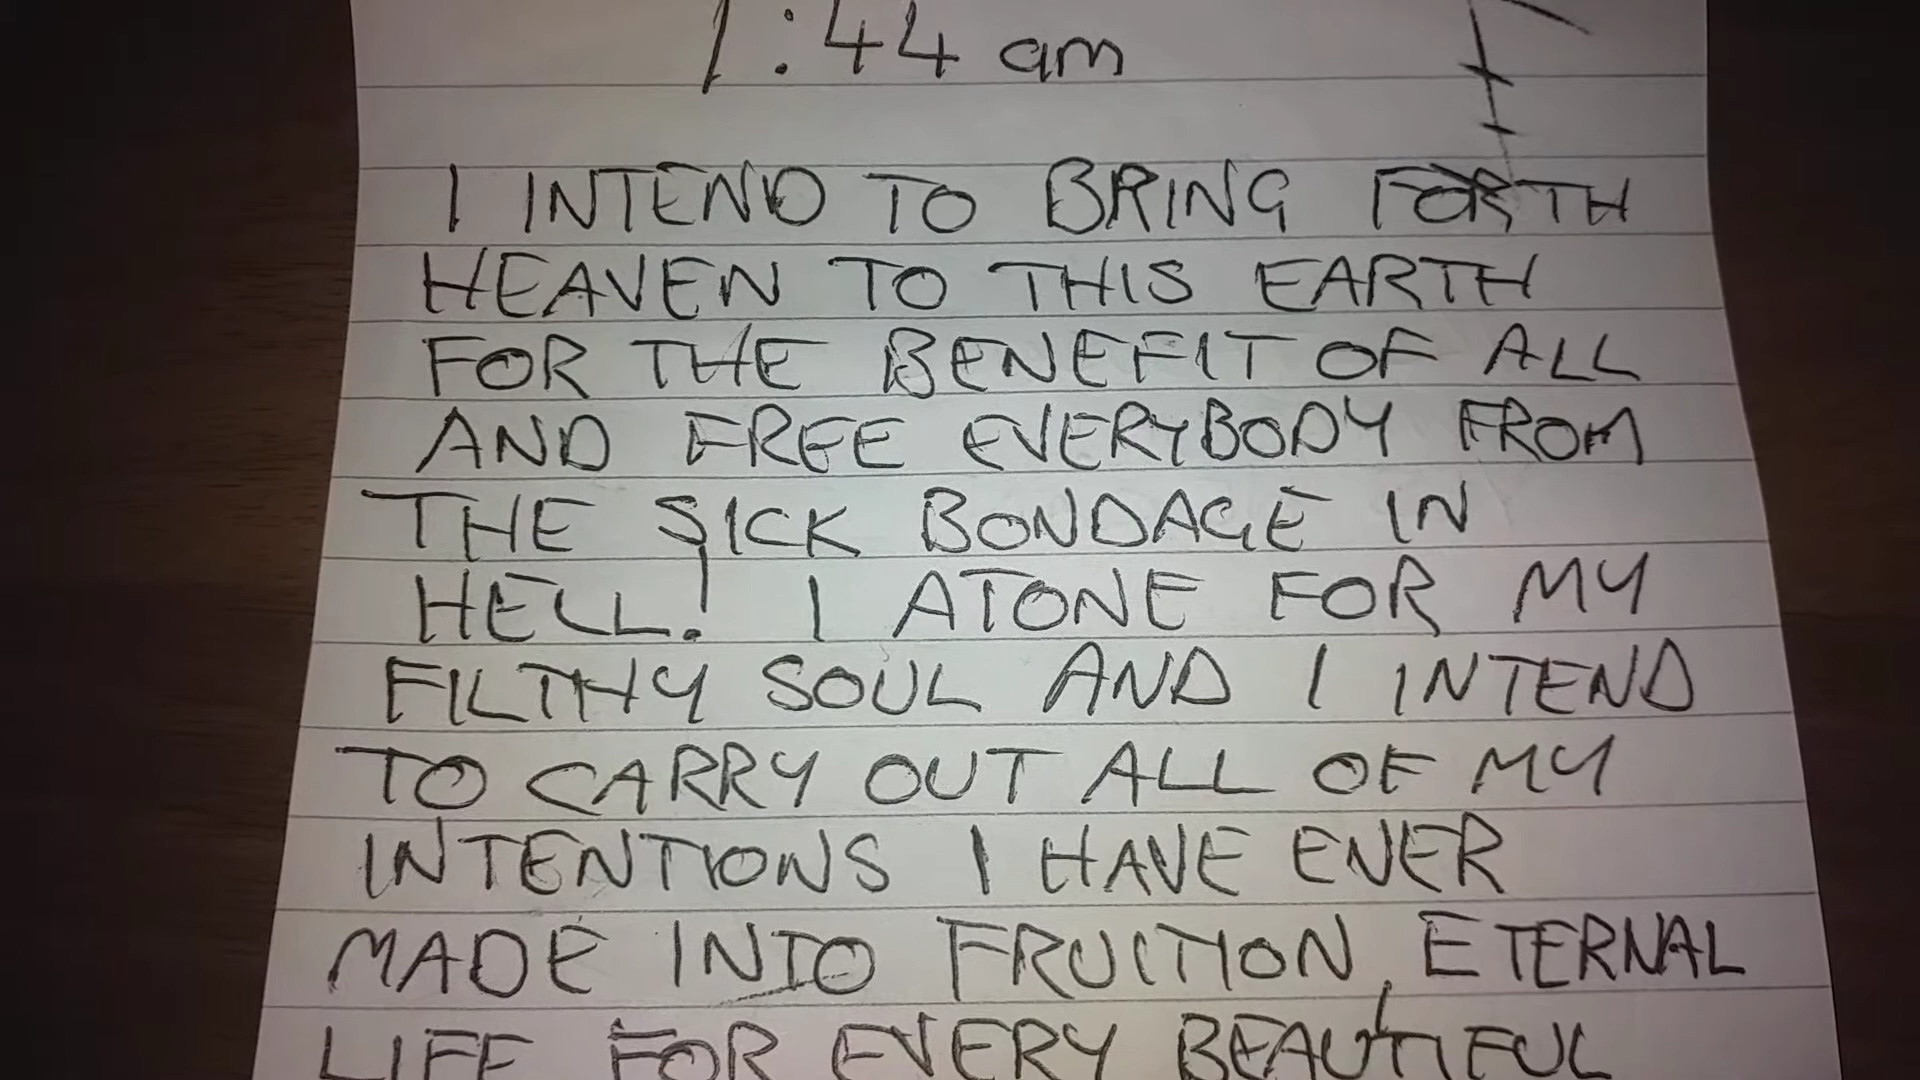 1:44 am
I INTEND TO BRING FORTH
HEAVEN TO THIS EARTH
FOR THE BENEFIT OF ALL
AND FREE EVERYBODY FROM
THE SICK BONDAGE IN
HELL! I ATONE FOR MY
FILTHY SOUL AND I INTEND
TO CARRY OUT ALL OF MY
INTENTIONS I HAVE EVER
MADE INTO FRUITION, ETERNAL
LIFE FOR EVERY BEAUTIFUL